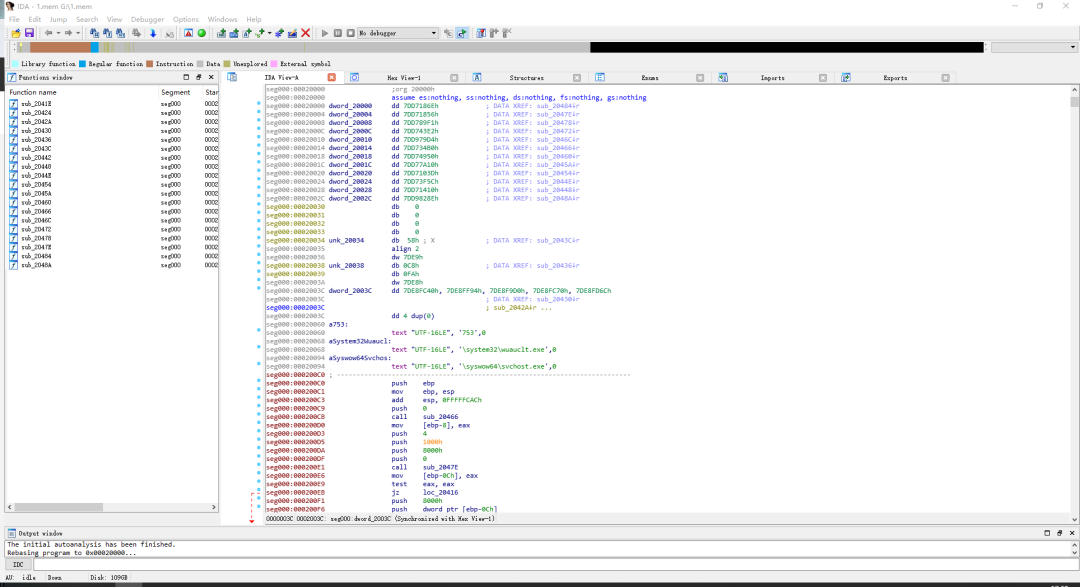 IDA - 1.mem G:\1.mem
File Edit Jump Search View Debugger Options Windows Help
No debugger
Library function Regular function Instruction Data Unexplored External symbol
Functions window
IDA View-A Hex View-1 Structures Enums Imports Exports
Function name Segment Star
sub_2041E seg000 0002
sub_20424 seg000 0002
sub_2042A seg000 0002
sub_20430 seg000 0002
sub_20436 seg000 0002
sub_2043C seg000 0002
sub_20442 seg000 0002
sub_20448 seg000 0002
sub_2044E seg000 0002
sub_20454 seg000 0002
sub_2045A seg000 0002
sub_20460 seg000 0002
sub_20466 seg000 0002
sub_2046C seg000 0002
sub_20472 seg000 0002
sub_20478 seg000 0002
sub_2047E seg000 0002
sub_20484 seg000 0002
sub_2048A seg000 0002
seg000:00020000 ;org 20000h
seg000:00020000 assume es:nothing, ss:nothing, ds:nothing, fs:nothing, gs:nothing
seg000:00020000 dword_20000 dd 7DD7186Eh ; DATA XREF: sub_20484↓r
seg000:00020004 dword_20004 dd 7DD71856h ; DATA XREF: sub_2047E↓r
seg000:00020008 dword_20008 dd 7DD789F1h ; DATA XREF: sub_20478↓r
seg000:0002000C dword_2000C dd 7DD743E2h ; DATA XREF: sub_20472↓r
seg000:00020010 dword_20010 dd 7DD979D4h ; DATA XREF: sub_2046C↓r
seg000:00020014 dword_20014 dd 7DD734B0h ; DATA XREF: sub_20466↓r
seg000:00020018 dword_20018 dd 7DD74950h ; DATA XREF: sub_20460↓r
seg000:0002001C dword_2001C dd 7DD77A10h ; DATA XREF: sub_2045A↓r
seg000:00020020 dword_20020 dd 7DD7103Dh ; DATA XREF: sub_20454↓r
seg000:00020024 dword_20024 dd 7DD73F5Ch ; DATA XREF: sub_2044E↓r
seg000:00020028 dword_20028 dd 7DD71410h ; DATA XREF: sub_20448↓r
seg000:0002002C dword_2002C dd 7DD9828Eh ; DATA XREF: sub_2048A↓r
seg000:00020030 db 0
seg000:00020031 db 0
seg000:00020032 db 0
seg000:00020033 db 0
seg000:00020034 unk_20034 db 58h ; X ; DATA XREF: sub_2043C↓r
seg000:00020035 align 2
seg000:00020036 dw 7DE9h
seg000:00020038 unk_20038 db 0C8h ; DATA XREF: sub_20436↓r
seg000:00020039 db 0FAh
seg000:0002003A dw 7DE8h
seg000:0002003C dword_2003C dd 7DE8FC40h, 7DE8FF94h, 7DE8F9D0h, 7DE8FC70h, 7DE8FD6Ch
seg000:0002003C ; DATA XREF: sub_20430↓r
seg000:0002003C ; sub_2042A↓r ...
seg000:0002003C dd 4 dup(0)
seg000:00020060 a753:
seg000:00020060 text "UTF-16LE", '753',0
seg000:00020068 aSystem32Wuaucl:
seg000:00020068 text "UTF-16LE", '\system32\wuauclt.exe',0
seg000:00020094 aSyswow64Svchos:
seg000:00020094 text "UTF-16LE", '\syswow64\svchost.exe',0
seg000:000200C0 ; ---------------------------------------------------------------------------
seg000:000200C0 push ebp
seg000:000200C1 mov ebp, esp
seg000:000200C3 add esp, 0FFFFFCACh
seg000:000200C9 push 0
seg000:000200CB call sub_20466
seg000:000200D0 mov [ebp-8], eax
seg000:000200D3 push 4
seg000:000200D5 push 1000h
seg000:000200DA push 8000h
seg000:000200DF push 0
seg000:000200E1 call sub_2047E
seg000:000200E6 mov [ebp-0Ch], eax
seg000:000200E9 test eax, eax
seg000:000200EB jz loc_20416
seg000:000200F1 push 8000h
seg000:000200F6 push dword ptr [ebp-0Ch]
0000003C 0002003C: seg000:dword_2003C (Synchronized with Hex View-1)
Output window
The initial autoanalysis has been finished.
Rebasing program to 0x00020000...
IDC
AU: idle Down Disk: 109GB